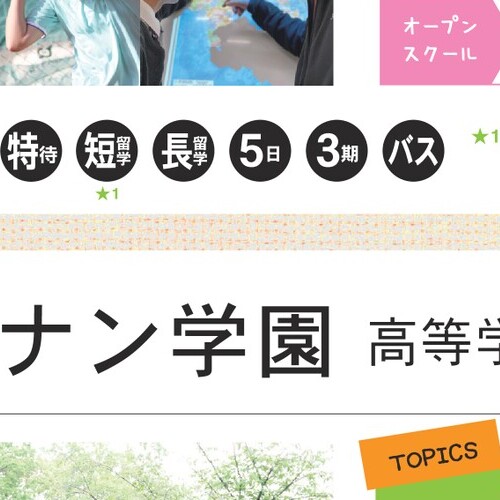 オープン
スクール
特待 短留学 長留学 5日 3期 バス ★1
★1
ナン学園 高等学
TOPICS